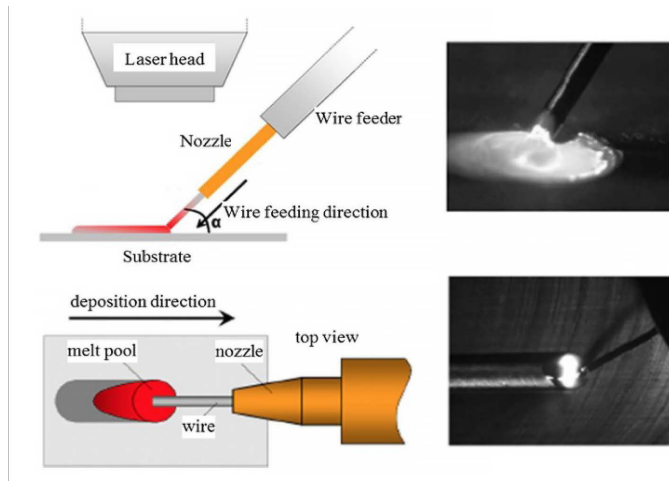 Laser head
Wire feeder
Nozzle
Wire feeding direction
α
Substrate
deposition direction
top view
melt pool
nozzle
wire